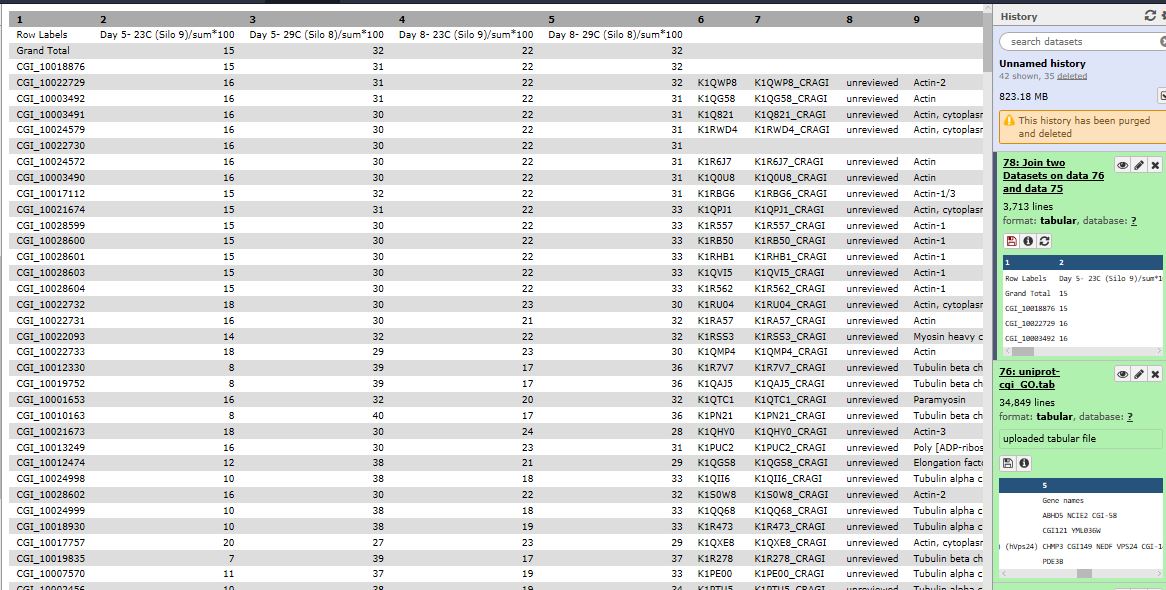 1 2 3 4 5 6 7 8 9
Row Labels Day 5- 23C (Silo 9)/sum*100 Day 5- 29C (Silo 8)/sum*100 Day 8- 23C (Silo 9)/sum*100 Day 8- 29C (Silo 8)/sum*100
Grand Total 15 32 22 32
CGI_10018876 15 31 22 32
CGI_10022729 16 31 22 32 K1QWP8 K1QWP8_CRAGI unreviewed Actin-2
CGI_10003492 16 31 22 31 K1QG58 K1QG58_CRAGI unreviewed Actin
CGI_10003491 16 30 22 31 K1Q821 K1Q821_CRAGI unreviewed Actin, cytoplasm
CGI_10024579 16 30 22 31 K1RWD4 K1RWD4_CRAGI unreviewed Actin, cytoplasm
CGI_10022730 16 30 22 31
CGI_10024572 16 30 22 31 K1R6J7 K1R6J7_CRAGI unreviewed Actin
CGI_10003490 16 30 22 31 K1Q0U8 K1Q0U8_CRAGI unreviewed Actin
CGI_10017112 15 32 22 31 K1RBG6 K1RBG6_CRAGI unreviewed Actin-1/3
CGI_10021674 15 31 22 33 K1QPJ1 K1QPJ1_CRAGI unreviewed Actin, cytoplasm
CGI_10028599 15 30 22 33 K1R557 K1R557_CRAGI unreviewed Actin-1
CGI_10028600 15 30 22 33 K1RB50 K1RB50_CRAGI unreviewed Actin-1
CGI_10028601 15 30 22 33 K1RHB1 K1RHB1_CRAGI unreviewed Actin-1
CGI_10028603 15 30 22 33 K1QVI5 K1QVI5_CRAGI unreviewed Actin-1
CGI_10028604 15 30 22 33 K1R562 K1R562_CRAGI unreviewed Actin-1
CGI_10022732 18 30 23 30 K1RU04 K1RU04_CRAGI unreviewed Actin, cytoplasm
CGI_10022731 16 30 21 32 K1RA57 K1RA57_CRAGI unreviewed Actin
CGI_10022093 14 32 22 32 K1RSS3 K1RSS3_CRAGI unreviewed Myosin heavy c
CGI_10022733 18 29 23 30 K1QMP4 K1QMP4_CRAGI unreviewed Actin
CGI_10012330 8 39 17 36 K1R7V7 K1R7V7_CRAGI unreviewed Tubulin beta ch
CGI_10019752 8 39 17 36 K1QAJ5 K1QAJ5_CRAGI unreviewed Tubulin beta ch
CGI_10001653 16 32 20 32 K1QTC1 K1QTC1_CRAGI unreviewed Paramyosin
CGI_10010163 8 40 17 36 K1PN21 K1PN21_CRAGI unreviewed Tubulin beta ch
CGI_10021673 18 30 24 28 K1QHY0 K1QHY0_CRAGI unreviewed Actin-3
CGI_10013249 16 30 23 31 K1PUC2 K1PUC2_CRAGI unreviewed Poly [ADP-ribos
CGI_10012474 12 38 21 29 K1QGS8 K1QGS8_CRAGI unreviewed Elongation facto
CGI_10024998 10 38 18 33 K1QII6 K1QII6_CRAGI unreviewed Tubulin alpha c
CGI_10028602 16 30 22 32 K1S0W8 K1S0W8_CRAGI unreviewed Actin-2
CGI_10024999 10 38 18 33 K1QQ68 K1QQ68_CRAGI unreviewed Tubulin alpha c
CGI_10018930 10 38 19 33 K1R473 K1R473_CRAGI unreviewed Tubulin alpha c
CGI_10017757 20 27 23 29 K1QXE8 K1QXE8_CRAGI unreviewed Actin, cytoplasm
CGI_10019835 7 39 17 37 K1R278 K1R278_CRAGI unreviewed Tubulin beta ch
CGI_10007570 11 37 19 33 K1PE00 K1PE00_CRAGI unreviewed Tubulin alpha c
History
search datasets
Unnamed history
42 shown, 35 deleted
823.18 MB
This history has been purged
and deleted
78: Join two
Datasets on data 76
and data 75
3,713 lines
format: tabular, database: ?
1 2
Row Labels Day 5- 23C (Silo 9)/sum*1
Grand Total 15
CGI_10018876 15
CGI_10022729 16
CGI_10003492 16
76: uniprot-
cgi_GO.tab
34,849 lines
format: tabular, database: ?
uploaded tabular file
5
Gene names
ABHD5 NCIE2 CGI-58
CGI121 YML036W
(hVps24) CHMP3 CGI149 NEDF VPS24 CGI-1
PDE3B